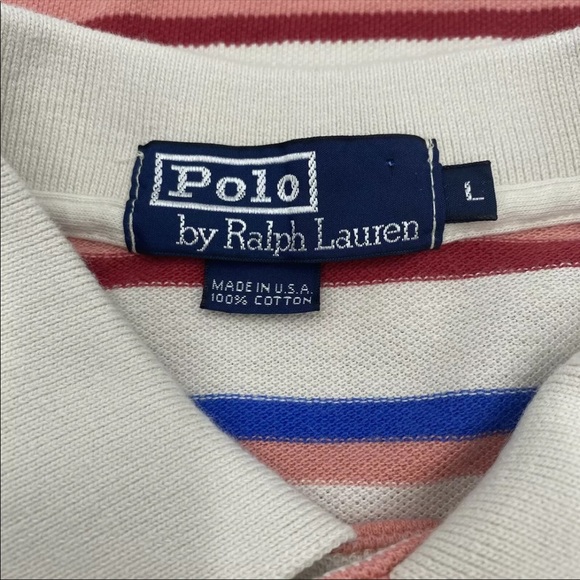 Polo
by Ralph Lauren
L
MADE IN U.S.A.
100% COTTON